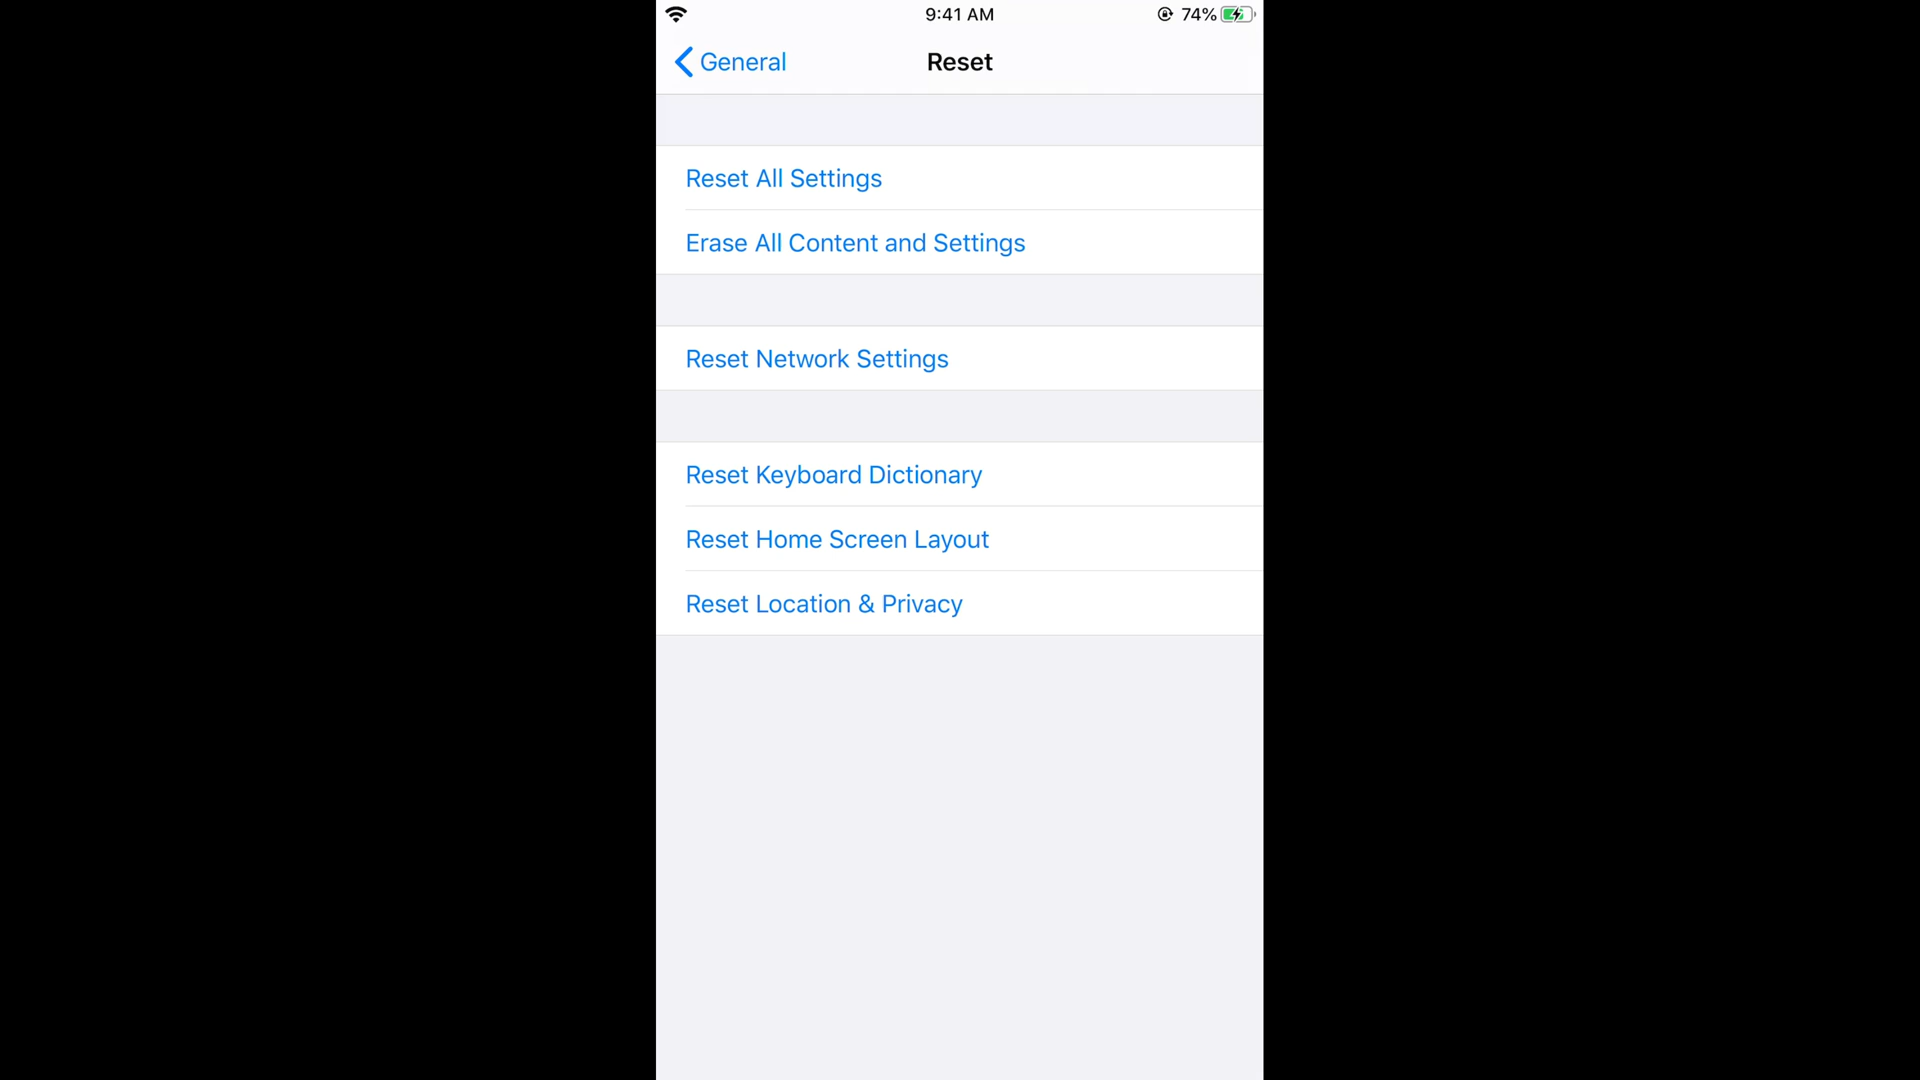 9:41 AM
74%
General
Reset
Reset All Settings
Erase All Content and Settings
Reset Network Settings
Reset Keyboard Dictionary
Reset Home Screen Layout
Reset Location & Privacy